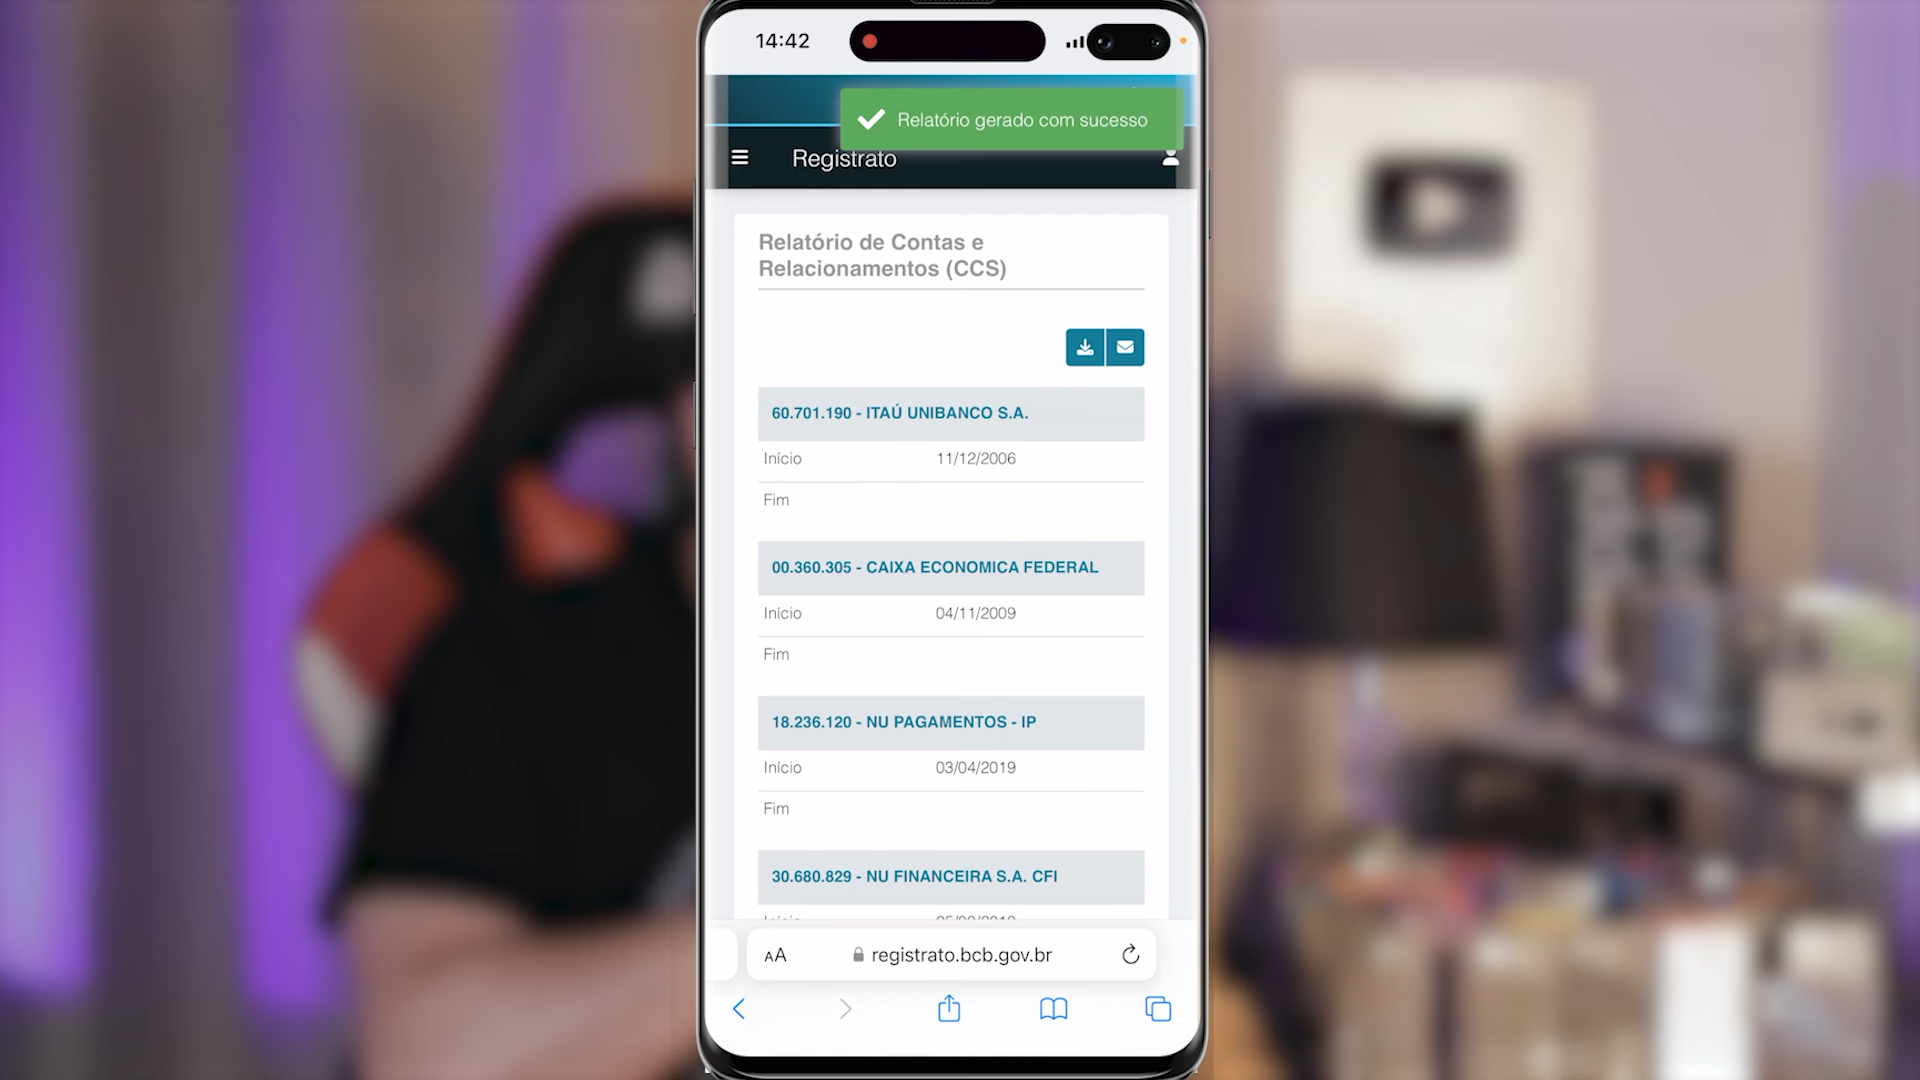 14:42
Relatório gerado com sucesso
Registrato
Relatório de Contas e
Relacionamentos (CCS)
60.701.190 - ITAÚ UNIBANCO S.A.
Início 11/12/2006
Fim
00.360.305 - CAIXA ECONOMICA FEDERAL
Início 04/11/2009
Fim
18.236.120 - NU PAGAMENTOS - IP
Início 03/04/2019
Fim
30.680.829 - NU FINANCEIRA S.A. CFI
AA registrato.bcb.gov.br